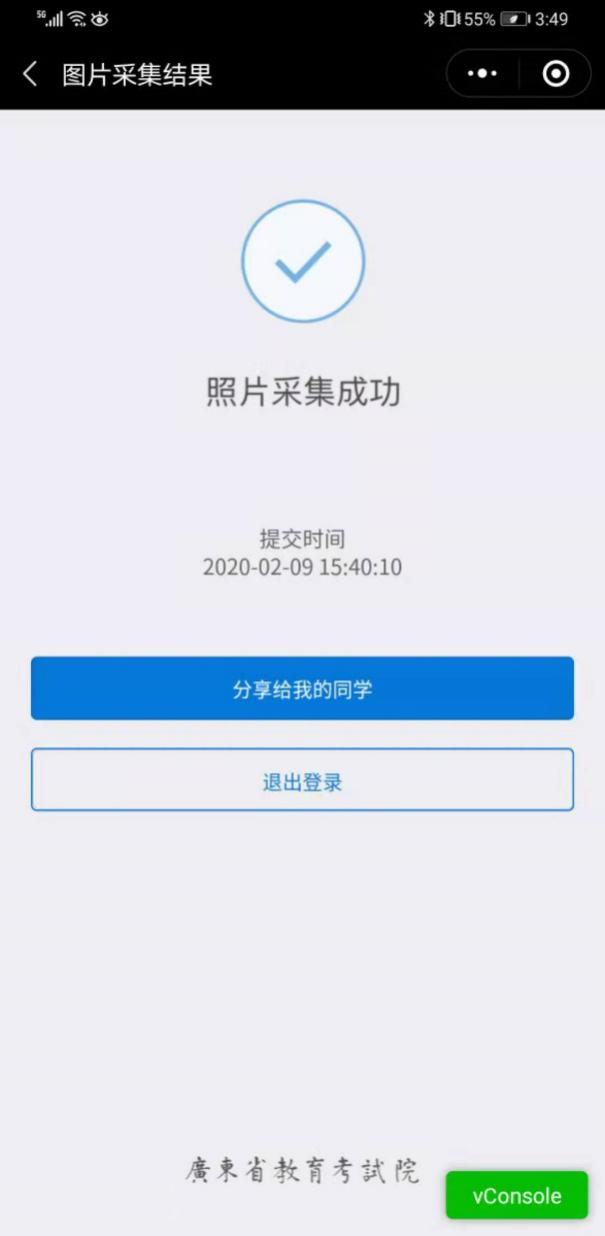 5G 55% 3:49
图片采集结果
照片采集成功
提交时间
2020-02-09 15:40:10
分享给我的同学
退出登录
廣東省教育考試院
vConsole